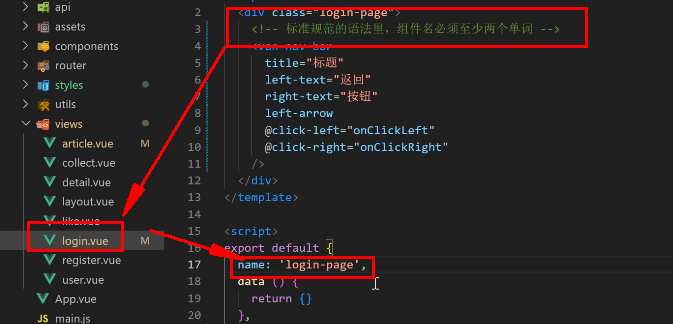 api
assets
components
router
styles
utils
views
article.vue M
collect.vue
detail.vue
layout.vue
like.vue
login.vue M
register.vue
user.vue
App.vue
JS main.js
2 <div class="login-page">
3 <!-- 标准规范的语法里，组件名必须至少两个单词 -->
4 <van-nav-bar
5 title="标题"
6 left-text="返回"
7 right-text="按钮"
8 left-arrow
9 @click-left="onClickLeft"
10 @click-right="onClickRight"
11 />
12 </div>
13 </template>
14
15 <script>
16 export default {
17 name: 'login-page',
18 data () {
19 return {}
20 },